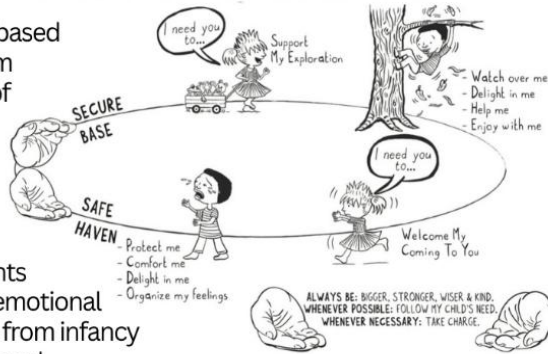 based
m
of
I need you
to...
Support
My Exploration
- Watch over me
- Delight in me
- Help me
- Enjoy with me
SECURE
BASE
I need you
to...
SAFE
HAVEN
- Protect me
- Comfort me
- Delight in me
- Organize my feelings
Welcome My
Coming To You
nts
emotional
from infancy
ALWAYS BE: BIGGER, STRONGER, WISER & KIND.
WHENEVER POSSIBLE: FOLLOW MY CHILD'S NEED.
WHENEVER NECESSARY: TAKE CHARGE.